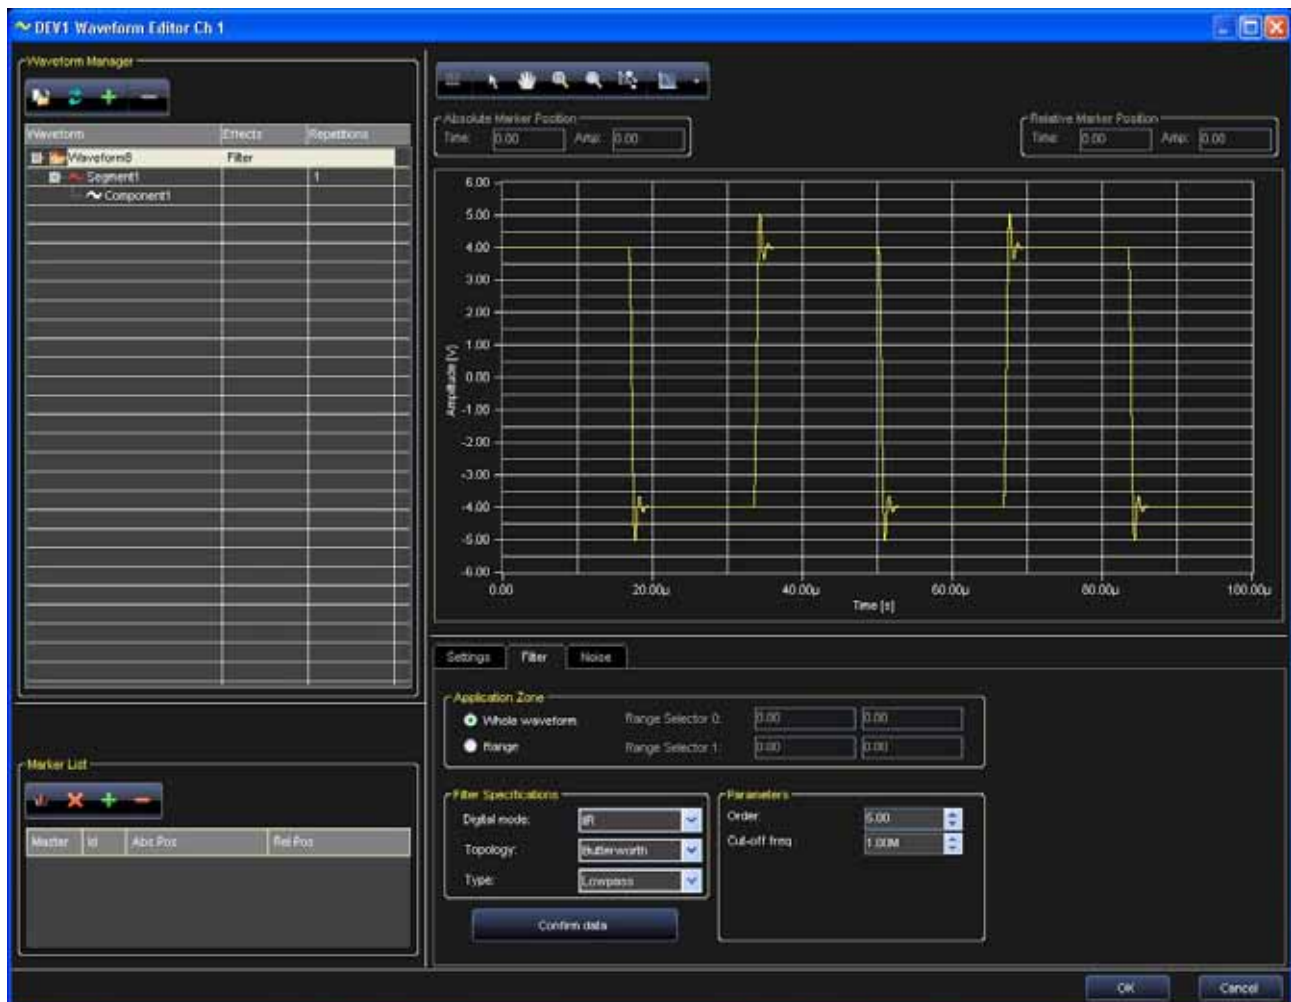 DEV1 Waveform Editor Ch 1
Waveform Manager
Waveform Effects Repetitions
Waveform8 Filter
Segment1 1
Component1
Marker List
Master Id Abs Pos Rel Pos
Absolute Marker Position
Time: 0.00 Amp: 0.00
Relative Marker Position
Time: 0.00 Amp: 0.00
Amplitude [V]
6.00
5.00
4.00
3.00
2.00
1.00
0.00
-1.00
-2.00
-3.00
-4.00
-5.00
-6.00
0.00 20.00µ 40.00µ 60.00µ 80.00µ 100.00µ
Time [s]
Settings Filter Noise
Application Zone
Whole waveform Range Selector 0: 0.00 0.00
Range Range Selector 1: 0.00 0.00
Filter Specifications
Digital mode: IIR
Topology: Butterworth
Type: Lowpass
Confirm data
Parameters
Order 5.00
Cut-off freq 1.00M
OK Cancel